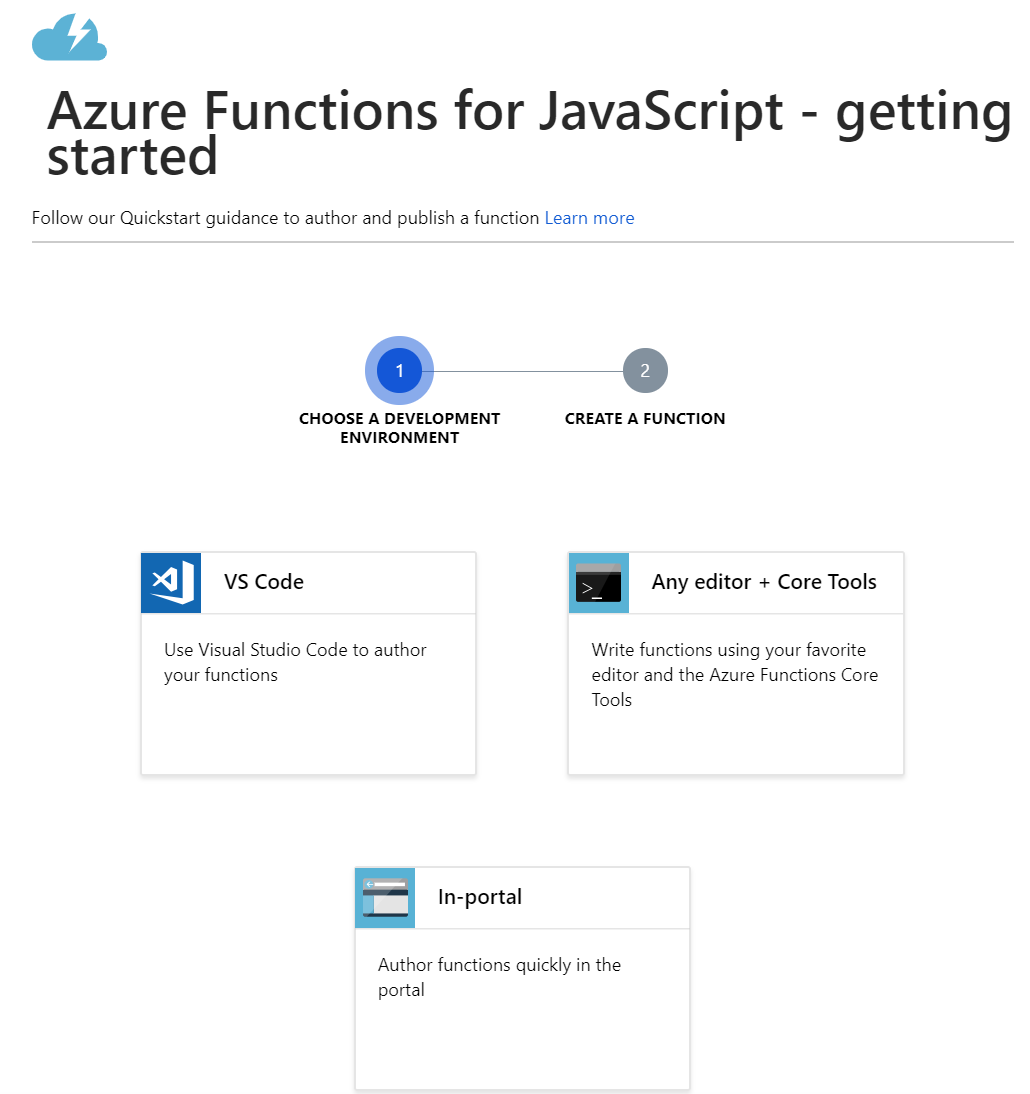 Azure Functions for JavaScript - getting
started
Follow our Quickstart guidance to author and publish a function Learn more
1
2
CHOOSE A DEVELOPMENT
ENVIRONMENT
CREATE A FUNCTION
VS Code
Use Visual Studio Code to author
your functions
Any editor + Core Tools
Write functions using your favorite
editor and the Azure Functions Core
Tools
In-portal
Author functions quickly in the
portal